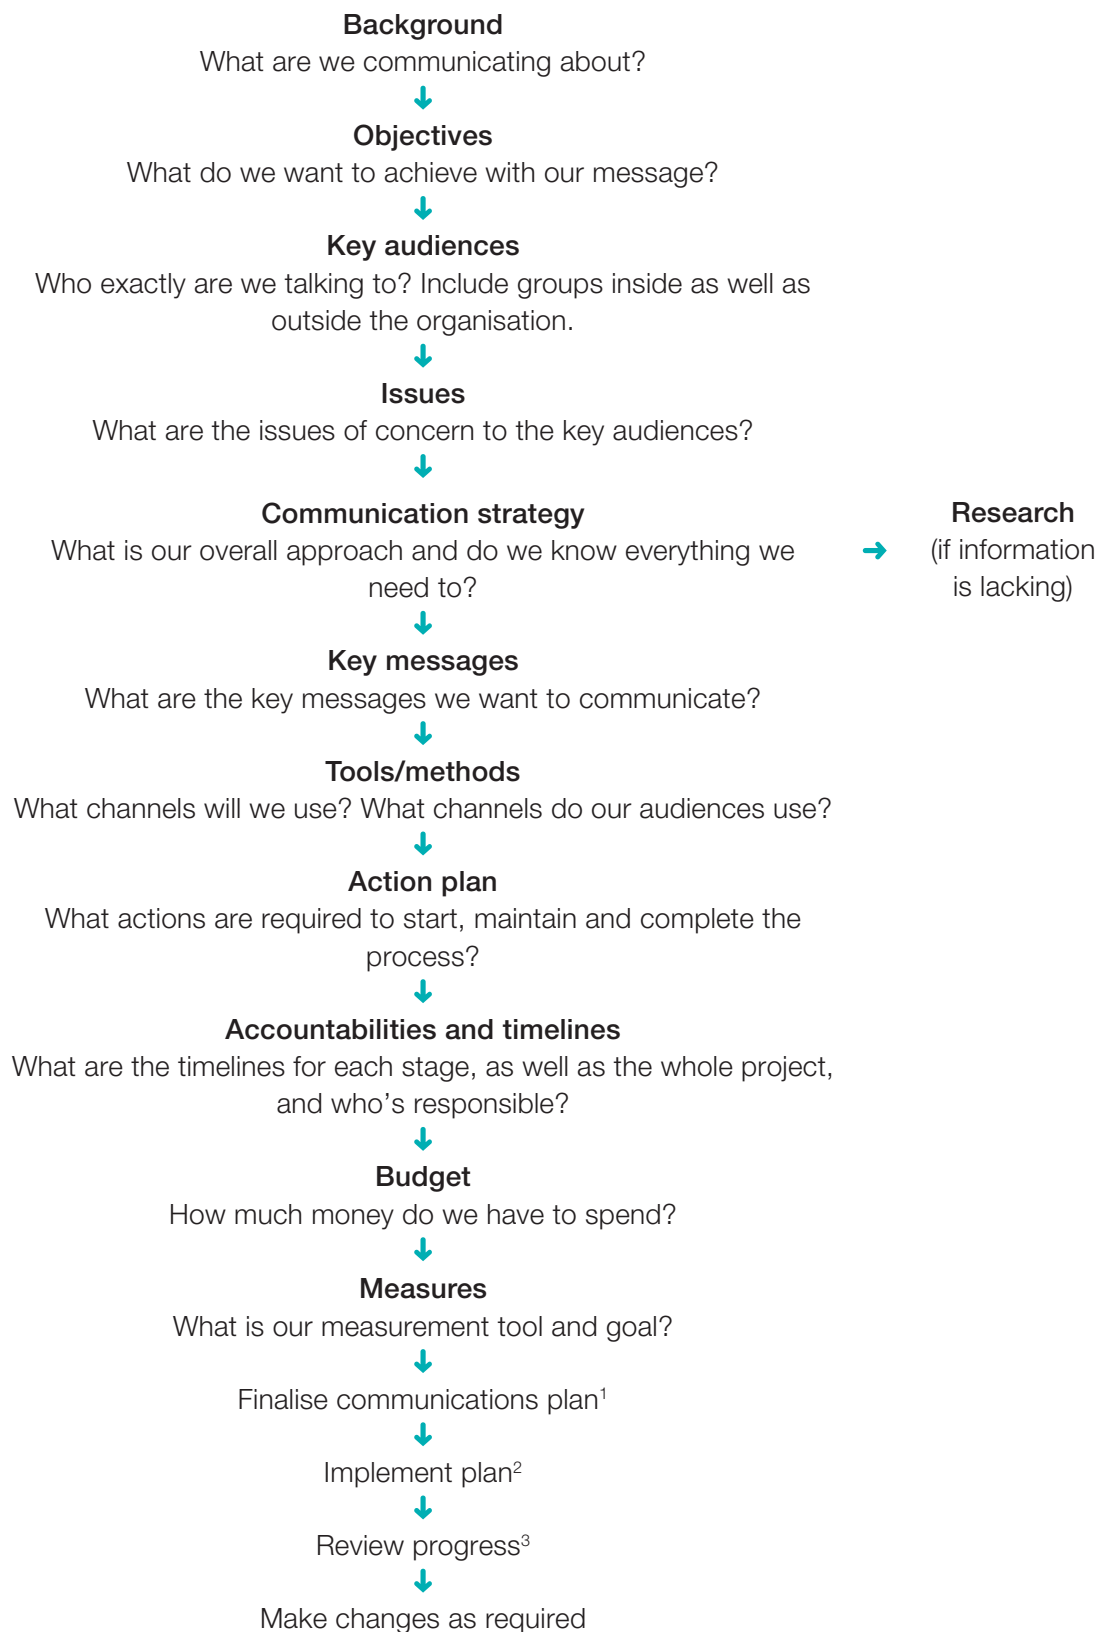 Background
What are we communicating about?
Objectives
What do we want to achieve with our message?
Key audiences
Who exactly are we talking to? Include groups inside as well as
outside the organisation.
Issues
What are the issues of concern to the key audiences?
Communication strategy
What is our overall approach and do we know everything we
need to?
Research
(if information
is lacking)
Key messages
What are the key messages we want to communicate?
Tools/methods
What channels will we use? What channels do our audiences use?
Action plan
What actions are required to start, maintain and complete the
process?
Accountabilities and timelines
What are the timelines for each stage, as well as the whole project,
and who’s responsible?
Budget
How much money do we have to spend?
Measures
What is our measurement tool and goal?
Finalise communications plan¹
Implement plan²
Review progress³
Make changes as required